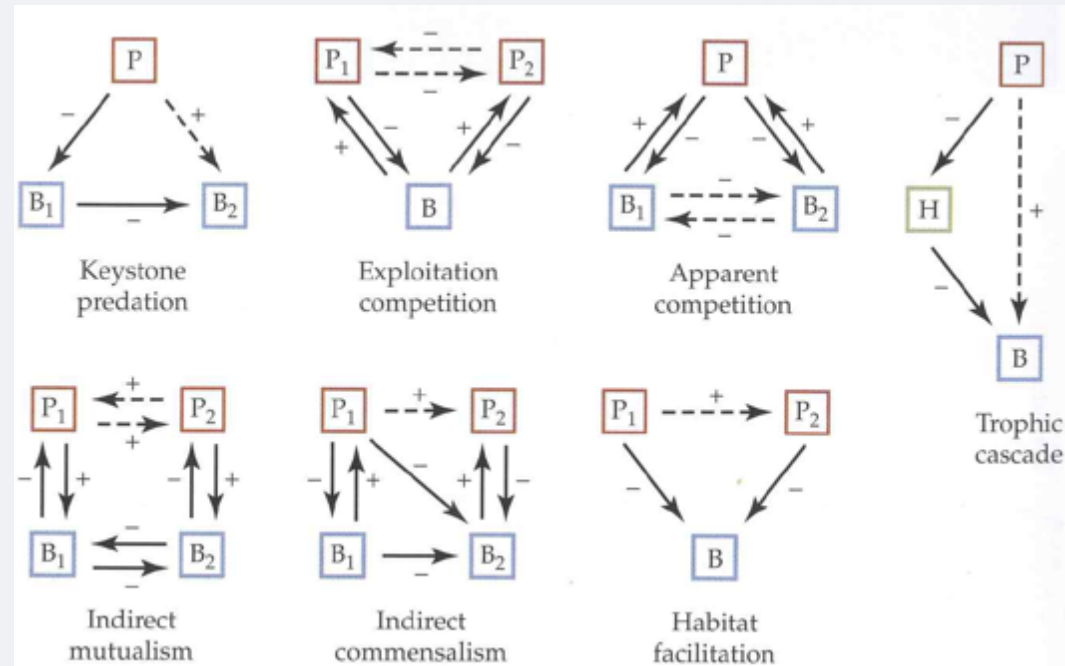 P
P₁
−
−
P₂
P
P
−
+
−
+
+
−
+
−
−
+
−
B₁
−
B₂
B
B₁
−
−
B₂
H
+
−
Keystone
predation
Exploitation
competition
Apparent
competition
B
Trophic
cascade
P₁
+
+
P₂
P₁
+
P₂
P₁
+
P₂
−
+
−
+
−
+
−
+
−
−
−
B₁
−
−
B₂
B₁
−
B₂
B
Indirect
mutualism
Indirect
commensalism
Habitat
facilitation